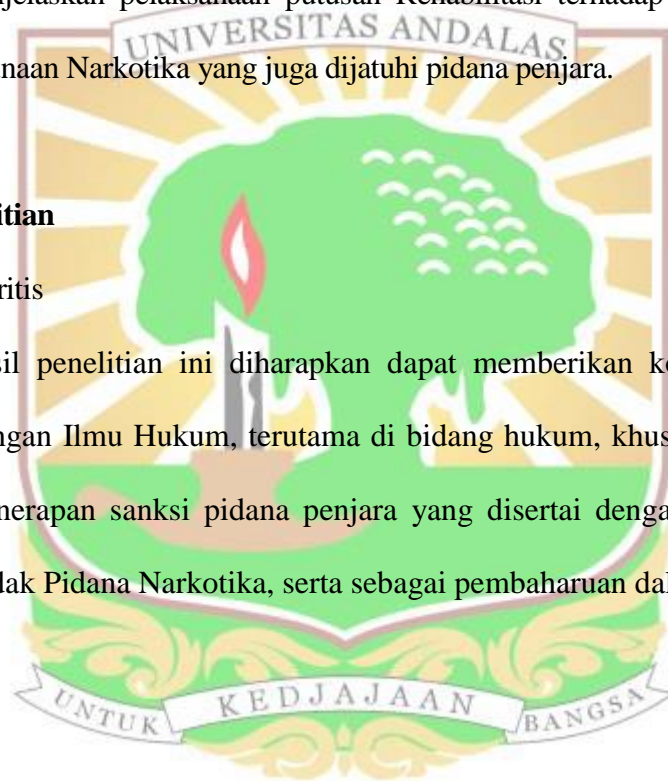 jelaskan pelaksanaan putusan Rehabilitasi terhadap
UNIVERSITAS ANDALAS
naan Narkotika yang juga dijatuhi pidana penjara.
itian
ritis
sil penelitian ini diharapkan dapat memberikan
ngan Ilmu Hukum, terutama di bidang hukum, khus
nerapan sanksi pidana penjara yang disertai denga
dak Pidana Narkotika, serta sebagai pembaharuan dal
UNTUK KEDJAJAAN BANGSA